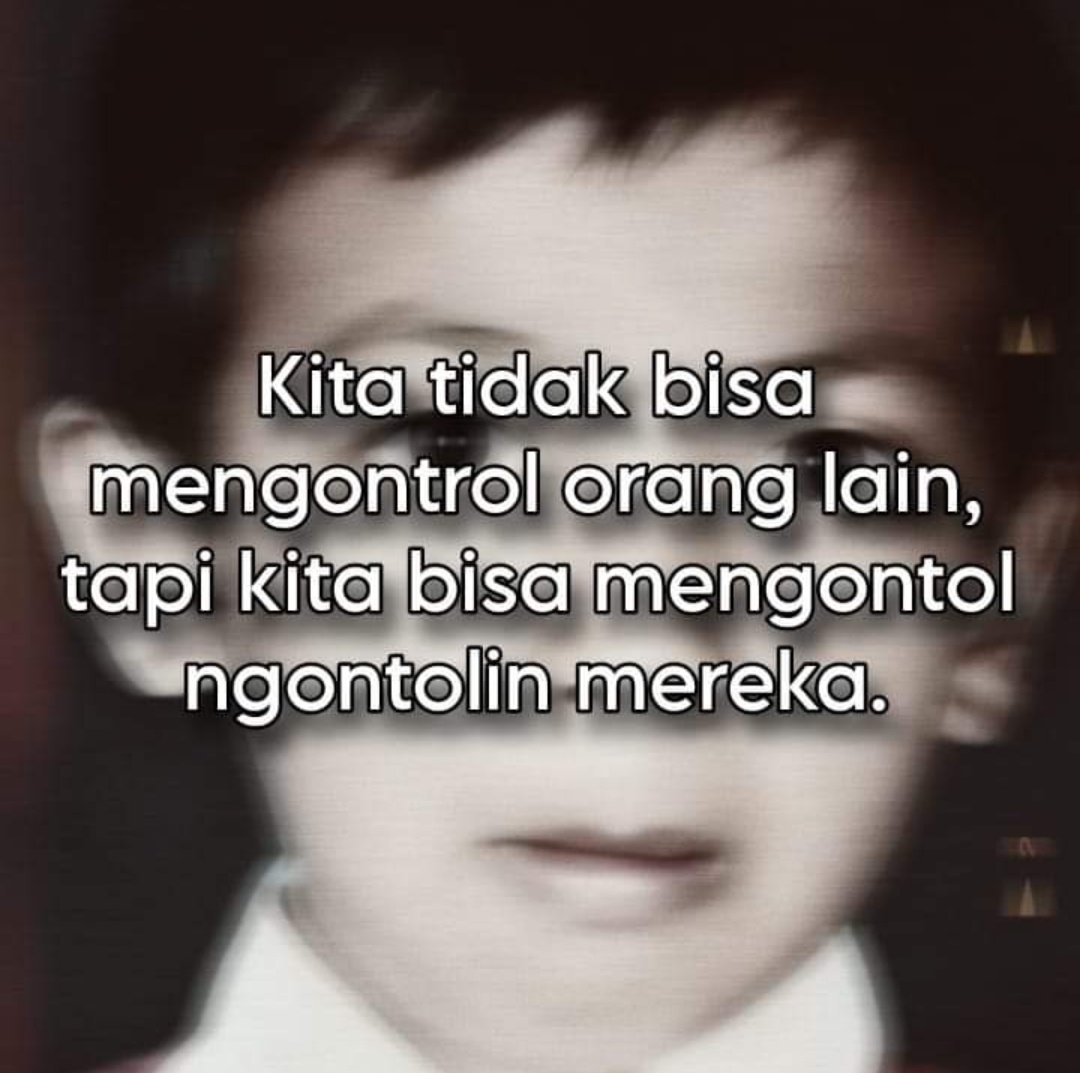 Kita tidak bisa
mengontrol orang lain,
tapi kita bisa mengontol
ngontolin mereka.